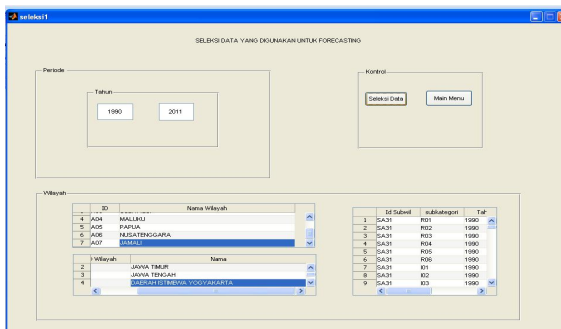 seleksi1
SELEKSI DATA YANG DIGUNAKAN UNTUK FORECASTING
Periode
Tahun
1990 2011
Kontrol
Seleksi Data Main Menu
Wilayah
ID Nama Wilayah
4 A04 MALUKU
5 A05 PAPUA
6 A06 NUSATENGGARA
7 A07 JAMALI
Wilayah Nama
2 JAWA TIMUR
3 JAWA TENGAH
4 DAERAH ISTIMEWA YOGYAKARTA
Id Subwil subkategori Tah
1 SA31 R01 1990
2 SA31 R02 1990
3 SA31 R03 1990
4 SA31 R04 1990
5 SA31 R05 1990
6 SA31 R06 1990
7 SA31 I01 1990
8 SA31 I02 1990
9 SA31 I03 1990